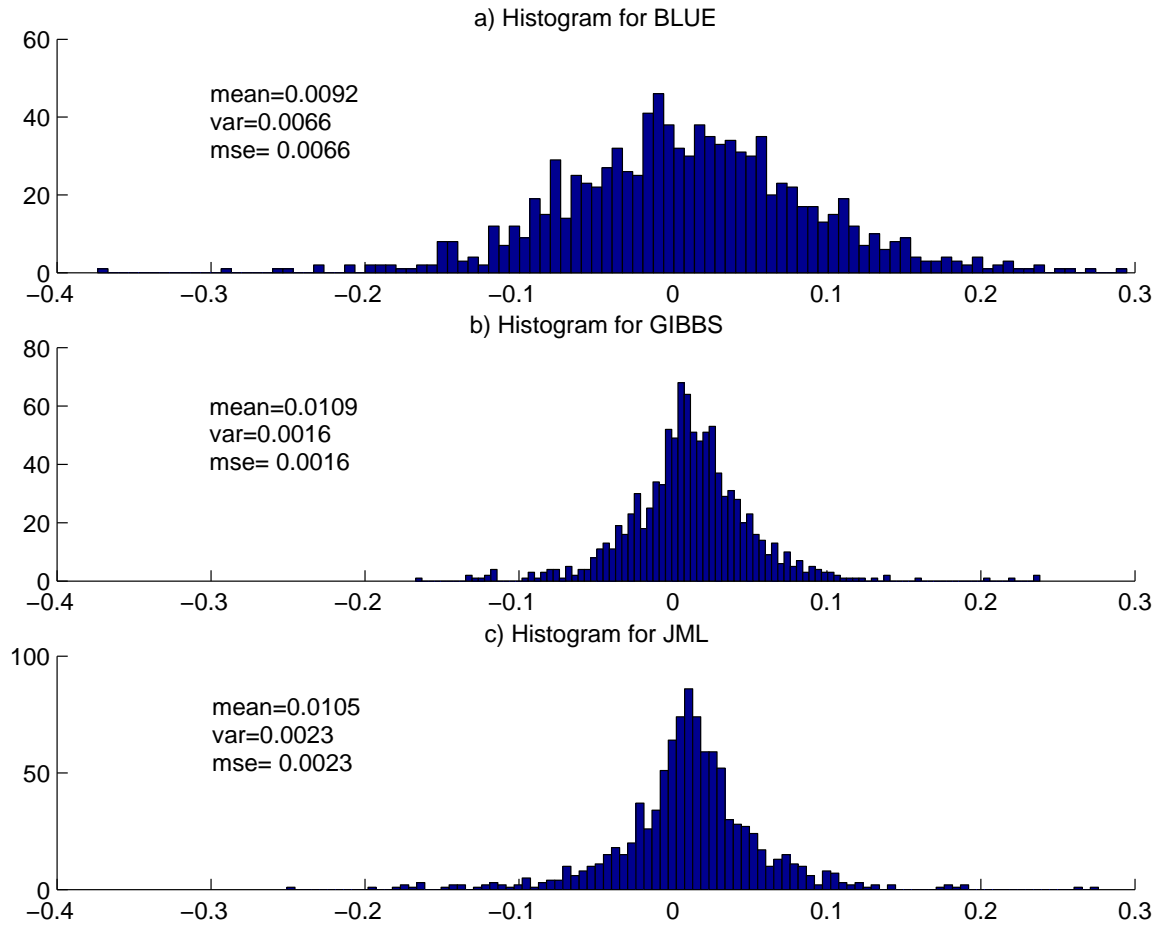 a) Histogram for BLUE
60
40
20
0
mean=0.0092
var=0.0066
mse= 0.0066
−0.4 −0.3 −0.2 −0.1 0 0.1 0.2 0.3
b) Histogram for GIBBS
80
60
40
20
0
mean=0.0109
var=0.0016
mse= 0.0016
−0.4 −0.3 −0.2 −0.1 0 0.1 0.2 0.3
c) Histogram for JML
100
50
0
mean=0.0105
var=0.0023
mse= 0.0023
−0.4 −0.3 −0.2 −0.1 0 0.1 0.2 0.3